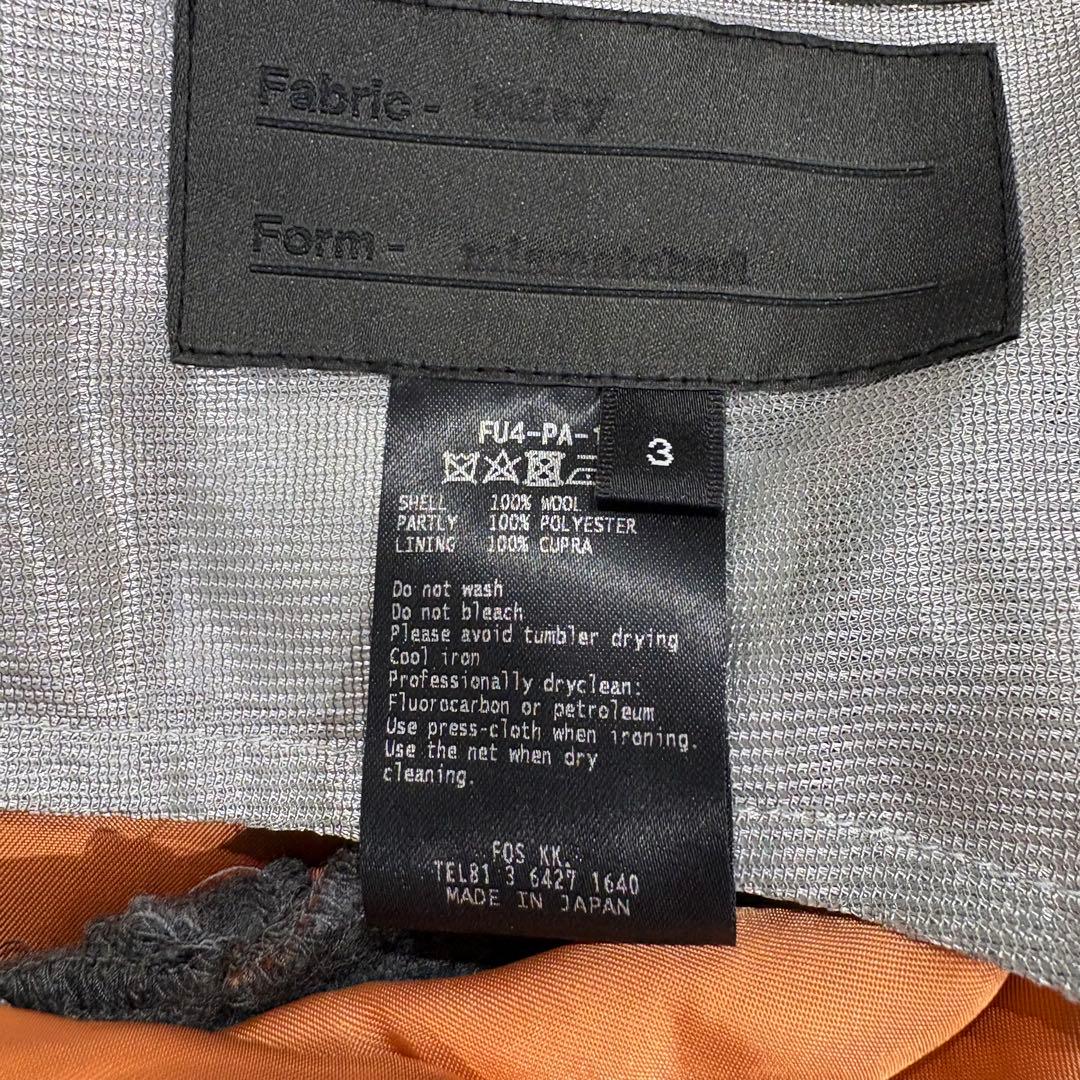 Fabric -
Form -
FU4-PA-1
3
SHELL 100% WOOL
PARTLY 100% POLYESTER
LINING 100% CUPRA
Do not wash
Do not bleach
Please avoid tumbler drying
Cool iron
Professionally dryclean:
Fluorocarbon or petroleum
Use press-cloth when ironing.
Use the net when dry
cleaning.
FOS KK.
TEL81 3 6427 1640
MADE IN JAPAN